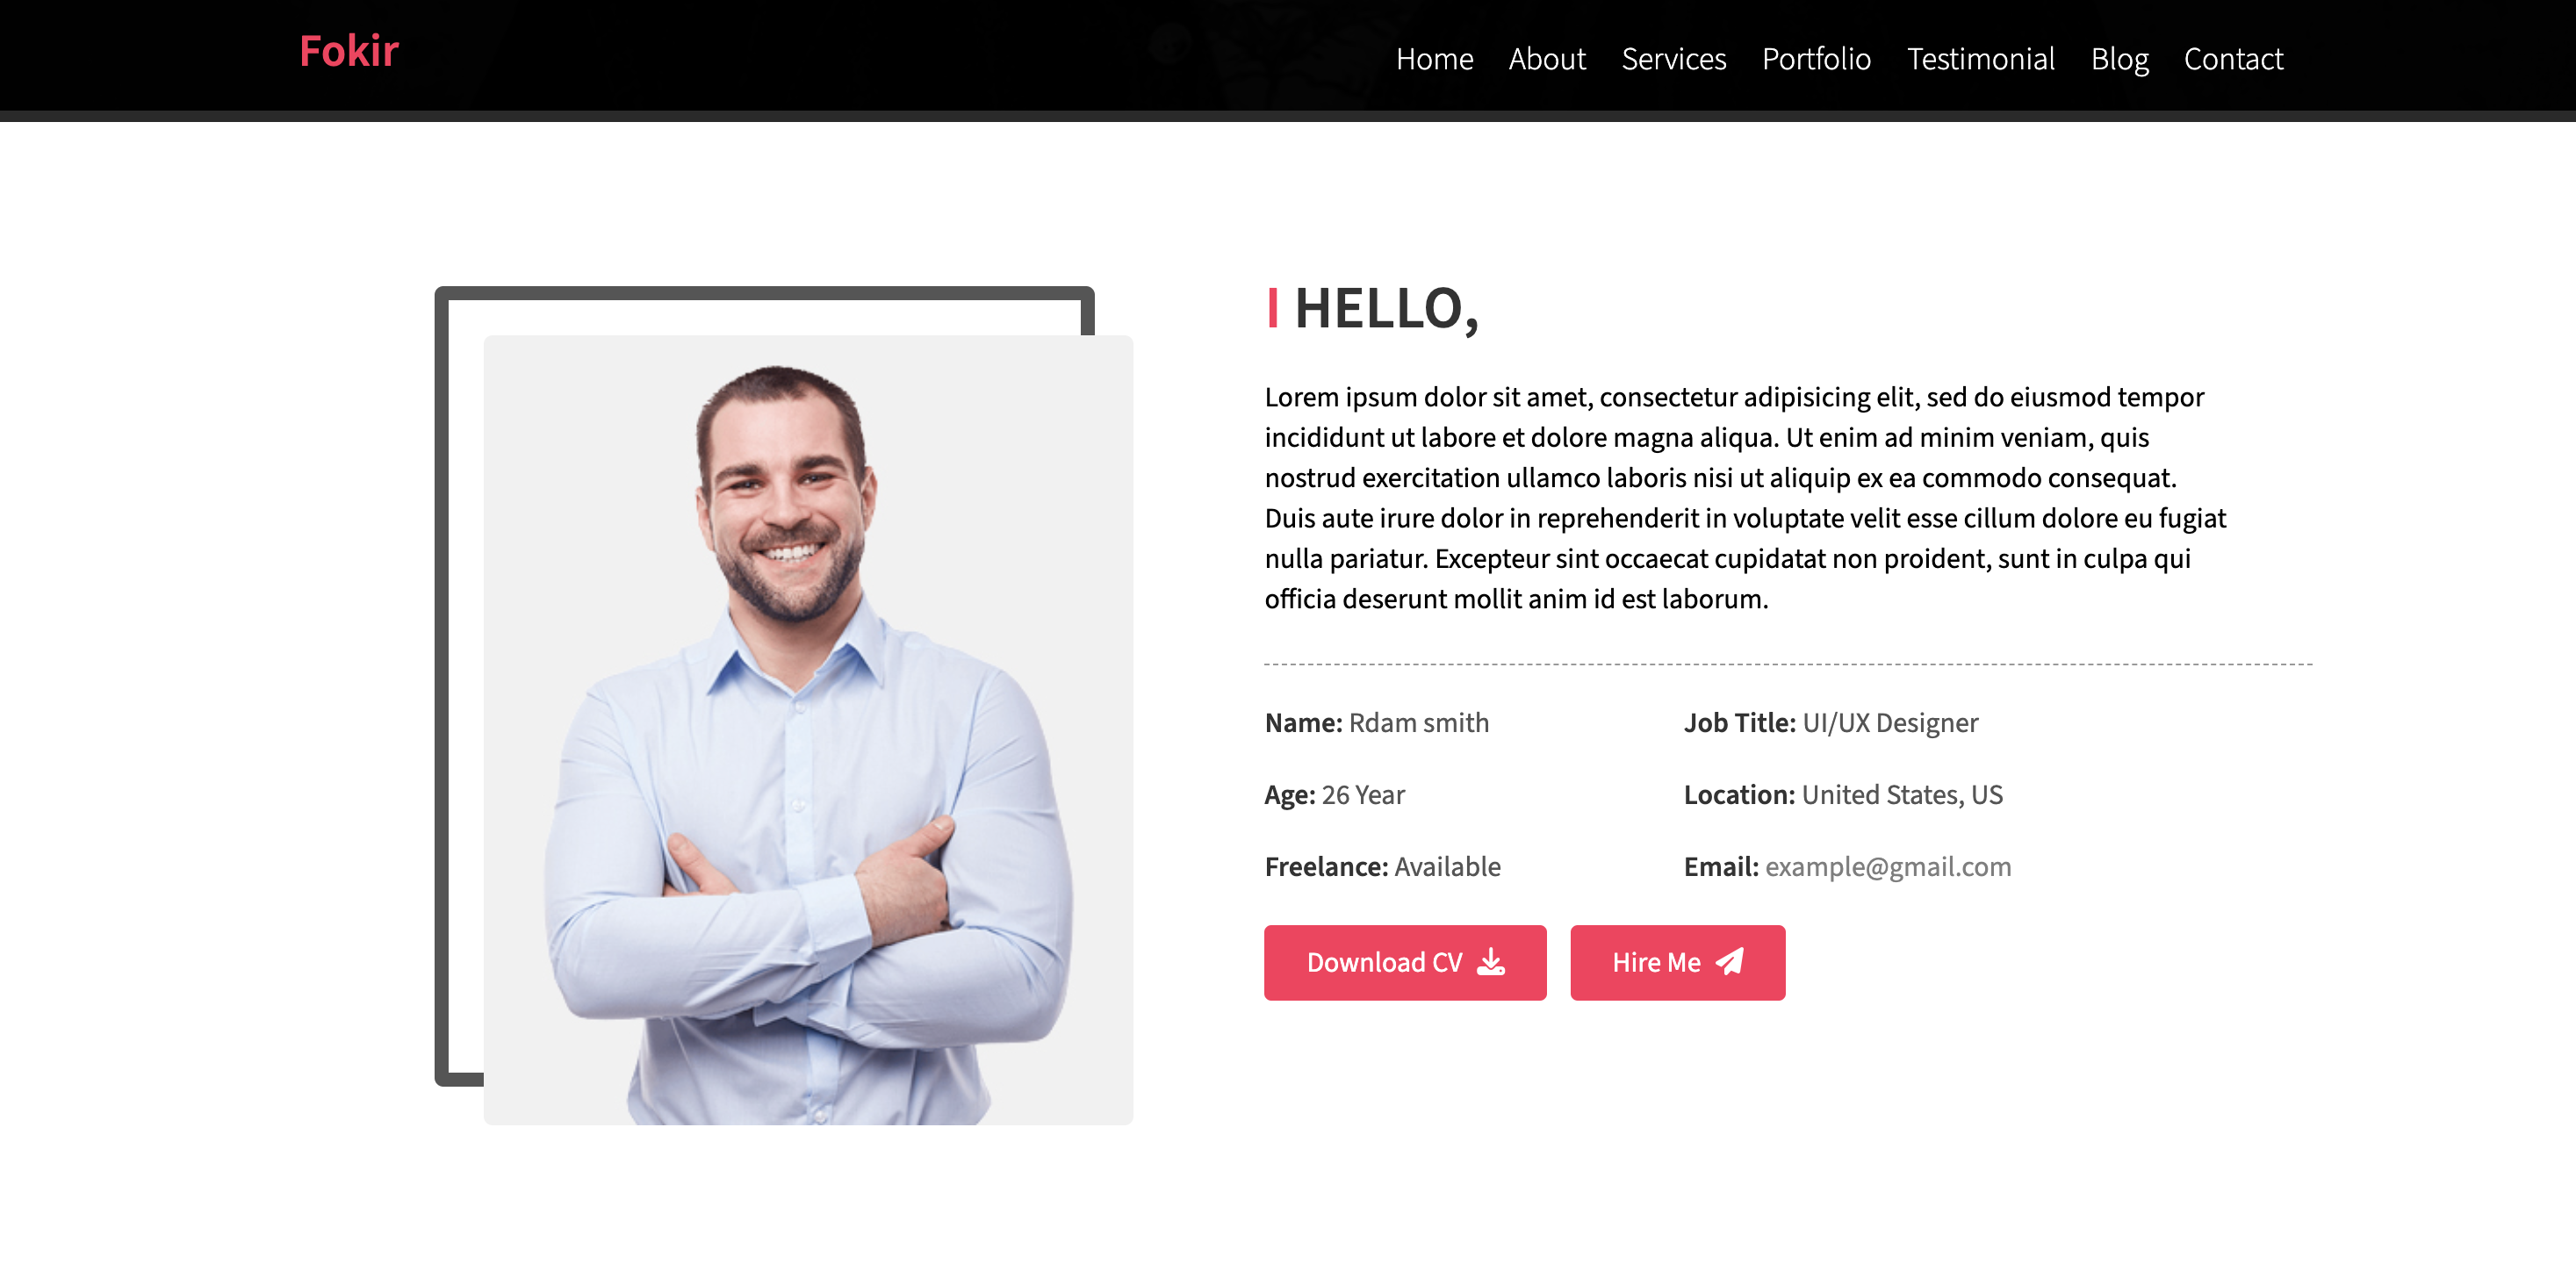 Fokir
Home About Services Portfolio Testimonial Blog Contact
I HELLO,
Lorem ipsum dolor sit amet, consectetur adipisicing elit, sed do eiusmod tempor
incididunt ut labore et dolore magna aliqua. Ut enim ad minim veniam, quis
nostrud exercitation ullamco laboris nisi ut aliquip ex ea commodo consequat.
Duis aute irure dolor in reprehenderit in voluptate velit esse cillum dolore eu fugiat
nulla pariatur. Excepteur sint occaecat cupidatat non proident, sunt in culpa qui
officia deserunt mollit anim id est laborum.
Name: Rdam smith
Job Title: UI/UX Designer
Age: 26 Year
Location: United States, US
Freelance: Available
Email: example@gmail.com
Download CV
Hire Me